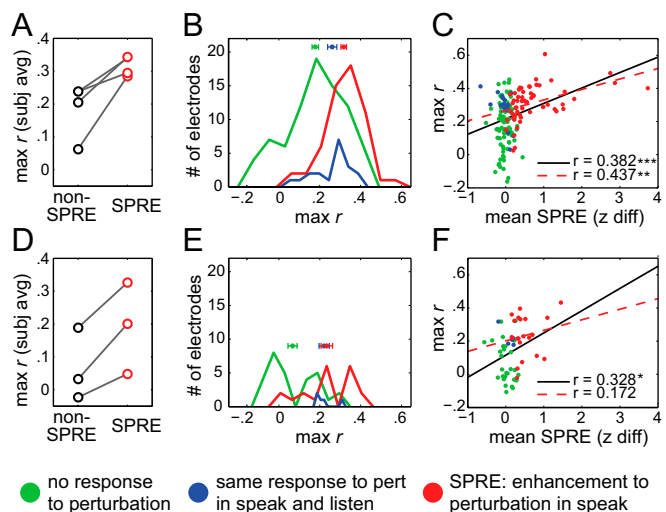 A
max r (subj avg)
.4
.3
.2
.1
0
non-
SPRE
SPRE
B
# of electrodes
20
10
0
−.2
0
.2
.4
.6
max r
C
max r
.8
.6
.4
.2
0
−.2
−1
0
1
2
3
4
mean SPRE (z diff)
r = 0.382***
r = 0.437**
D
max r (subj avg)
.4
.3
.2
.1
0
non-
SPRE
SPRE
E
# of electrodes
20
10
0
−.2
0
.2
.4
.6
max r
F
max r
.8
.6
.4
.2
0
.2
−1
0
1
2
3
4
mean SPRE (z diff)
r = 0.328*
r = 0.172
no response
to perturbation
same response to pert
in speak and listen
SPRE: enhancement to
perturbation in speak